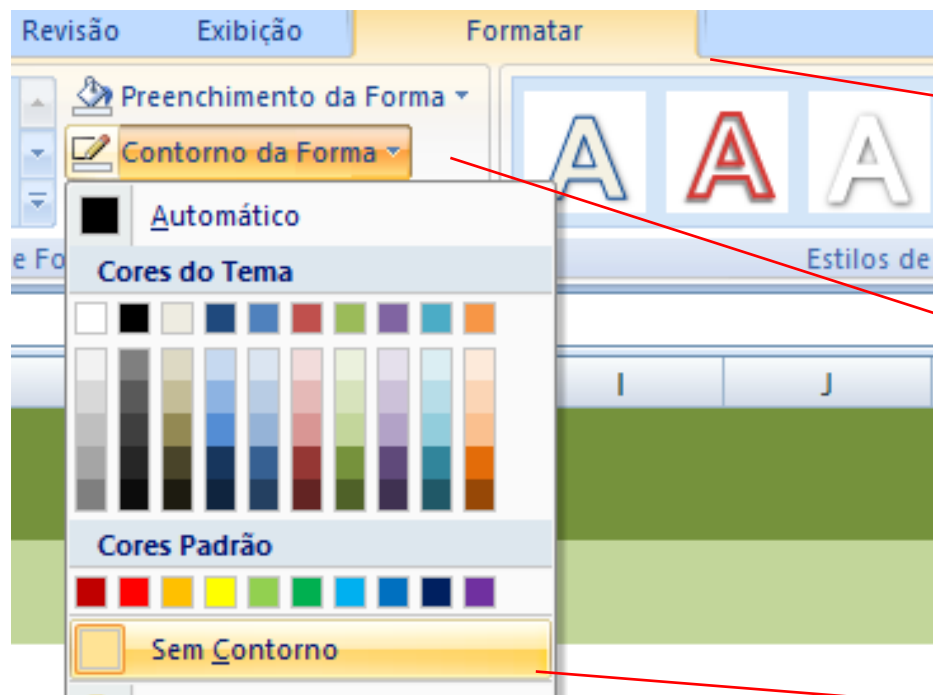 Revisão Exibição Formatar
Preenchimento da Forma
Contorno da Forma
A A A
Automático
e Fo Estilos de
Cores do Tema
I J
Cores Padrão
Sem Contorno